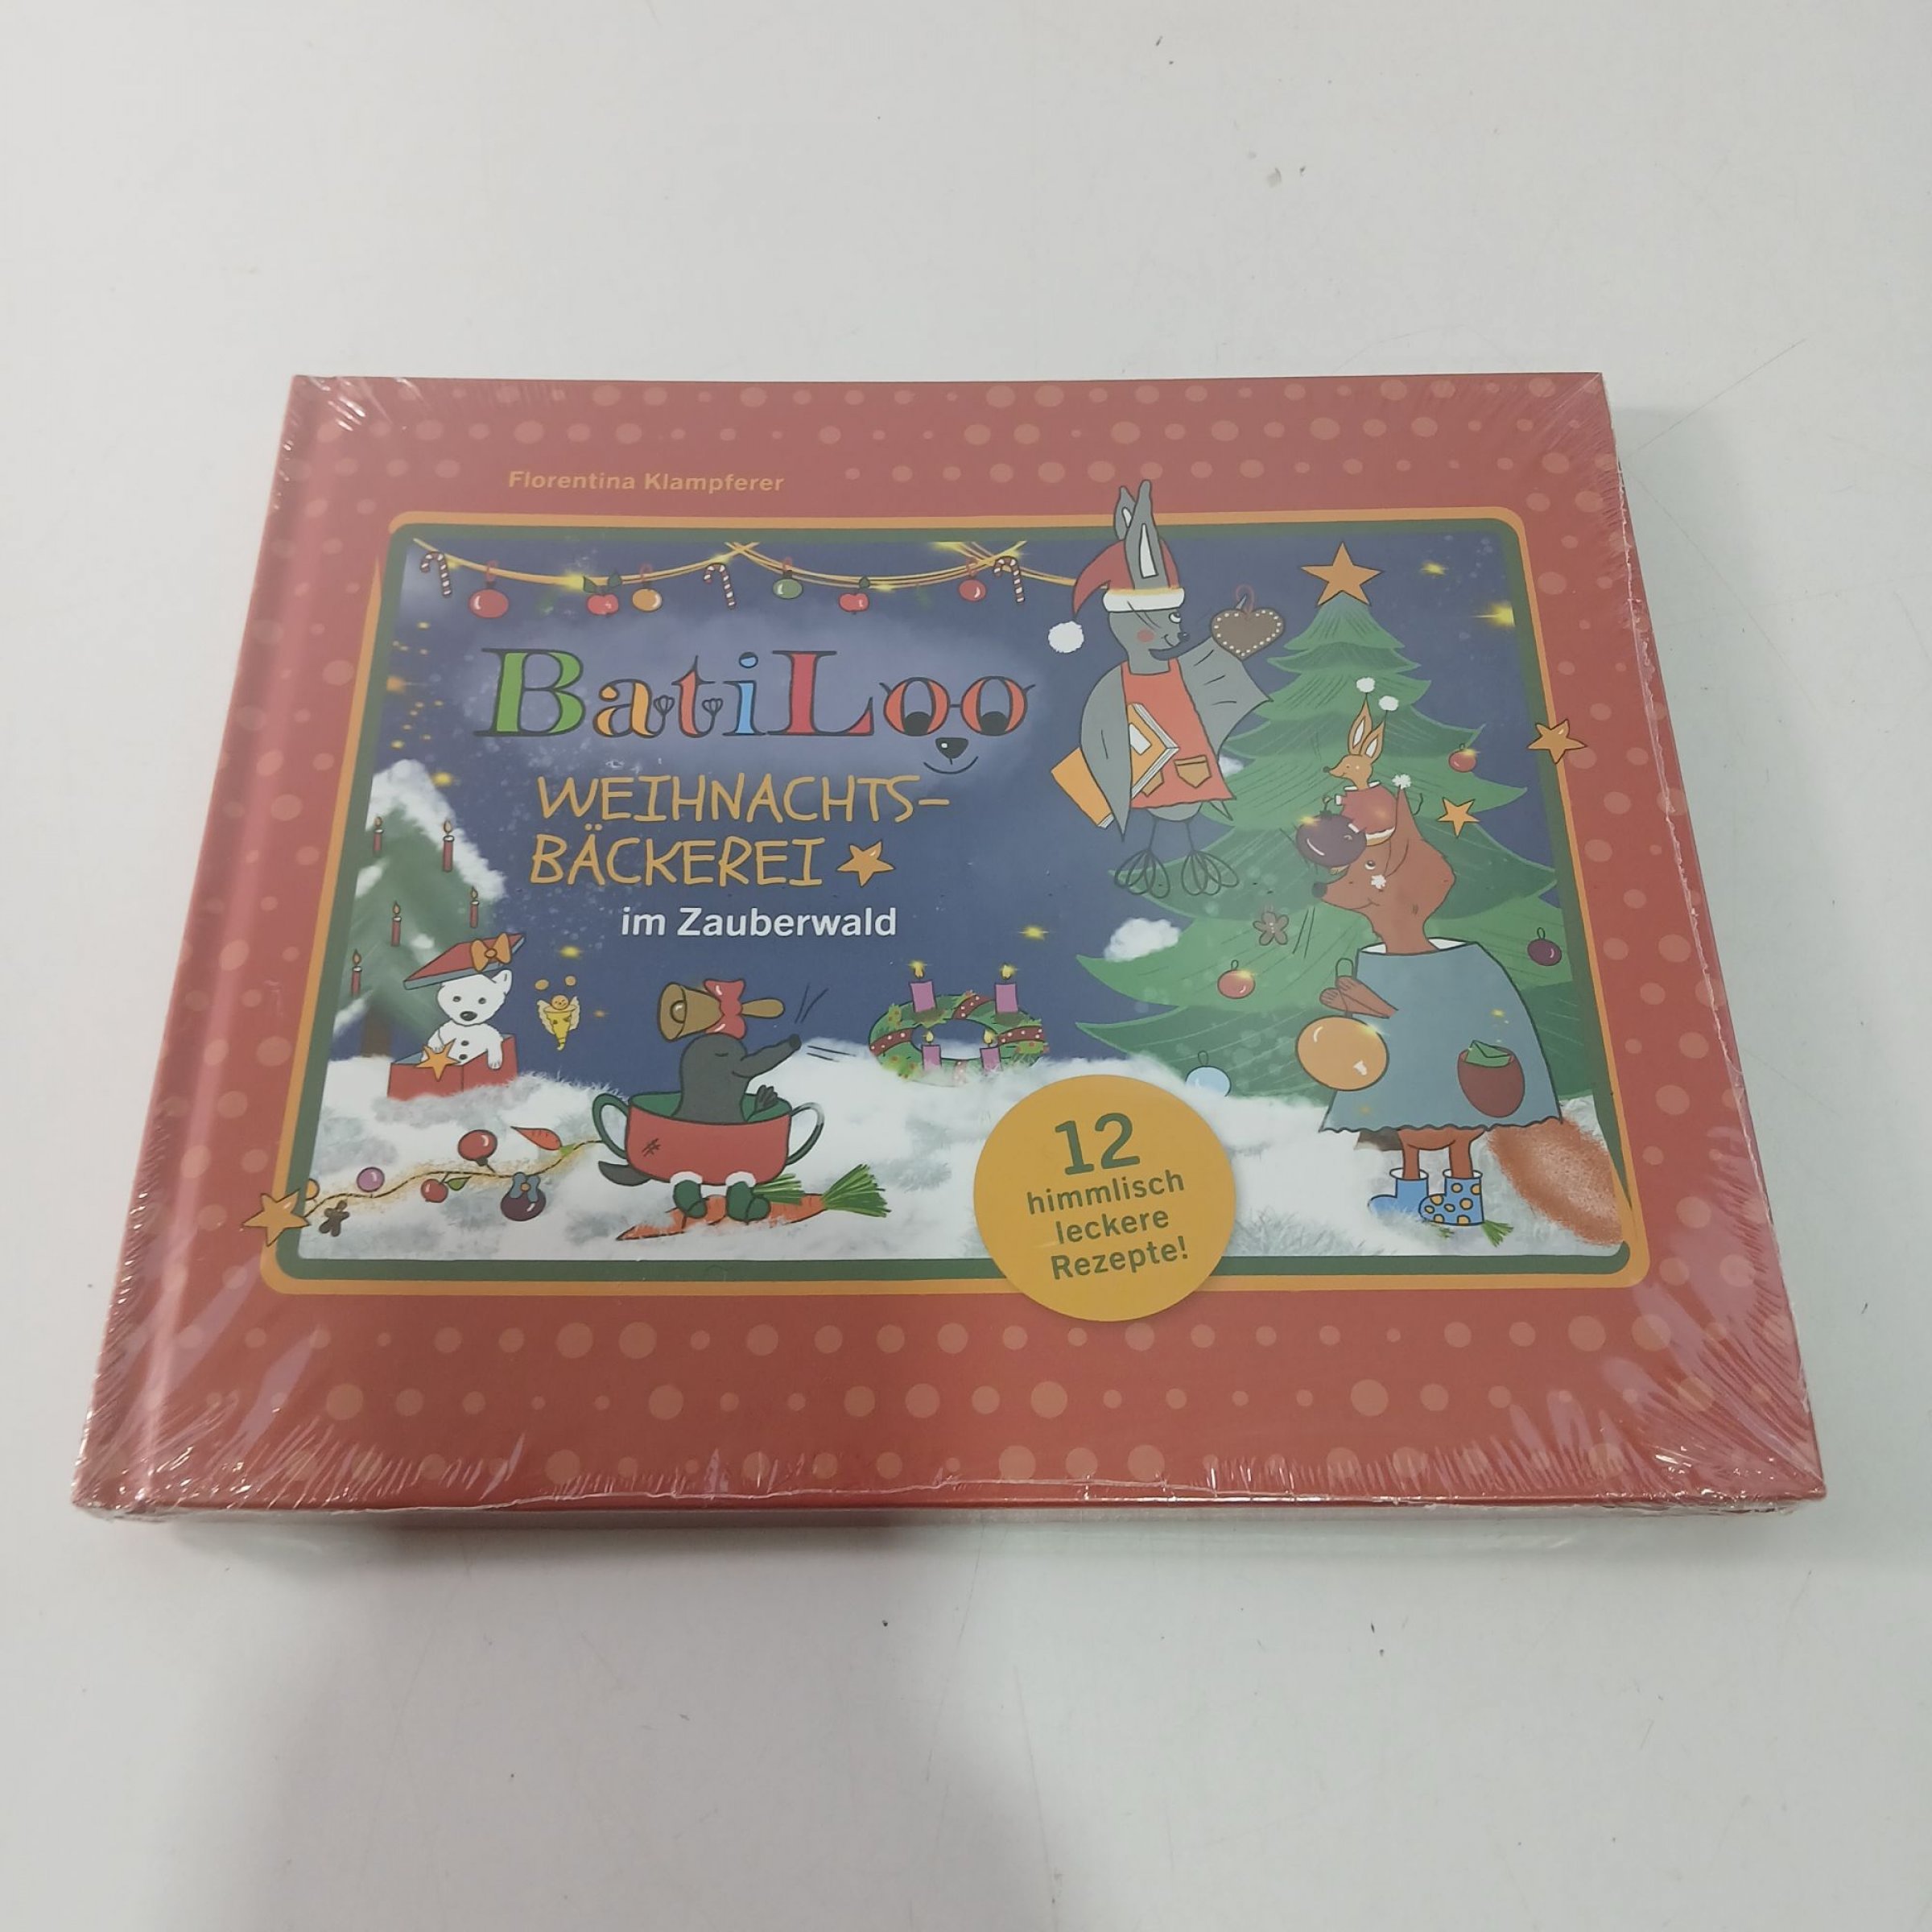 Florentina Klampferer
BatiLoo
WEIHNACHTS-
BÄCKEREI
im Zauberwald
12
himmlisch
leckere
Rezepte!